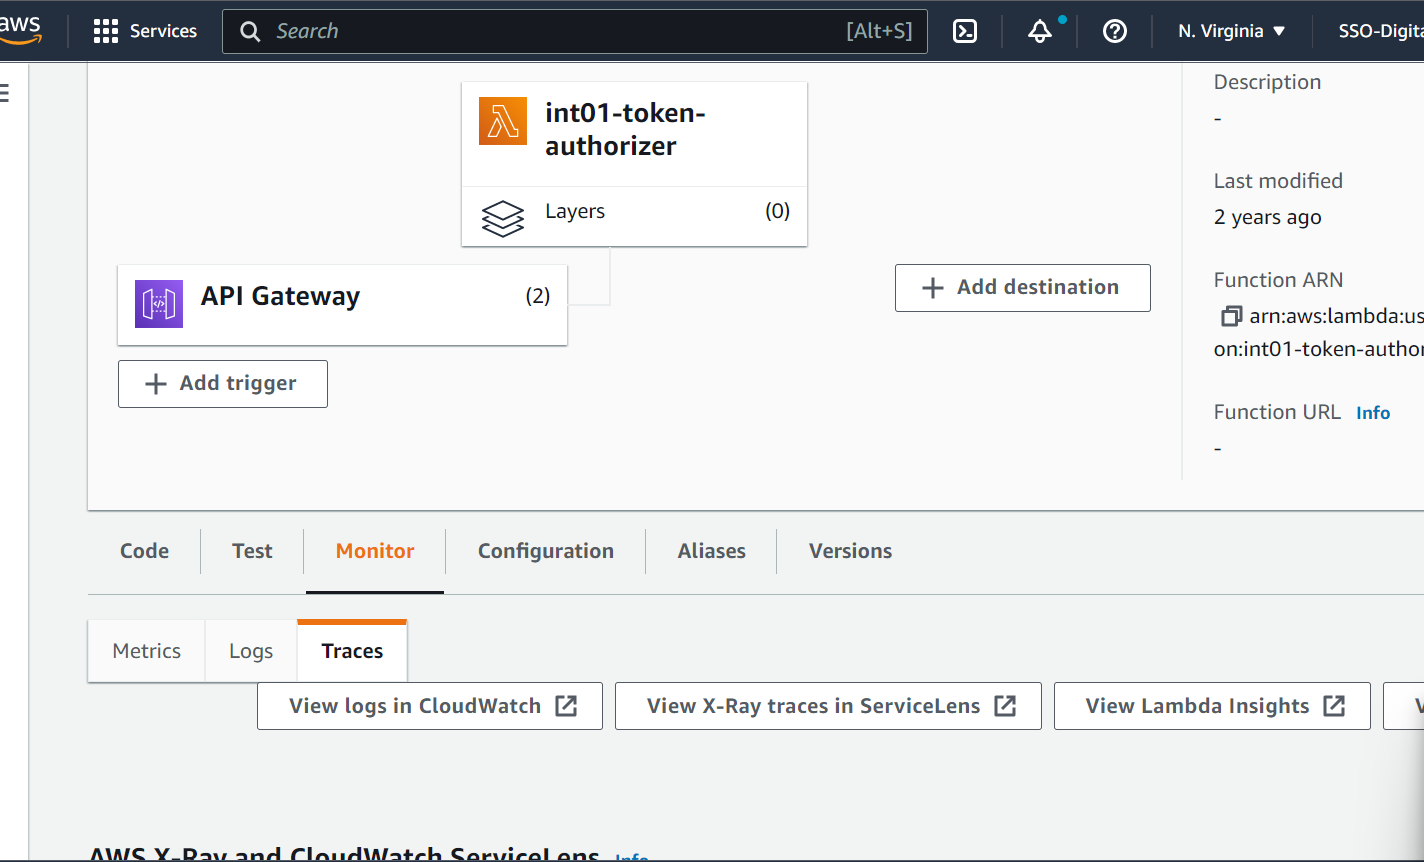 aws
Services
Search
[Alt+S]
N. Virginia
SSO-Digita
int01-token-
authorizer
Layers
(0)
API Gateway
(2)
Add trigger
Add destination
Description
-
Last modified
2 years ago
Function ARN
arn:aws:lambda:us
on:int01-token-author
Function URL Info
-
Code
Test
Monitor
Configuration
Aliases
Versions
Metrics
Logs
Traces
View logs in CloudWatch
View X-Ray traces in ServiceLens
View Lambda Insights
V
AWS X-Ray and CloudWatch ServiceLens Info